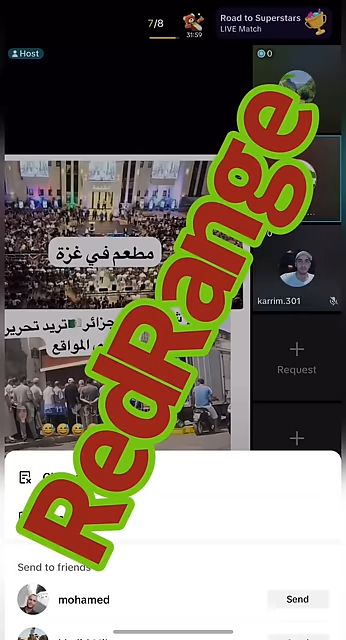 7/8
31:59
Road to Superstars
LIVE Match
Host
0
مطعم في غزة
جزائر🇩🇿تريد تحرير
المواقع
karrim.301
Request
RedRange
Send to friends
mohamed
Send